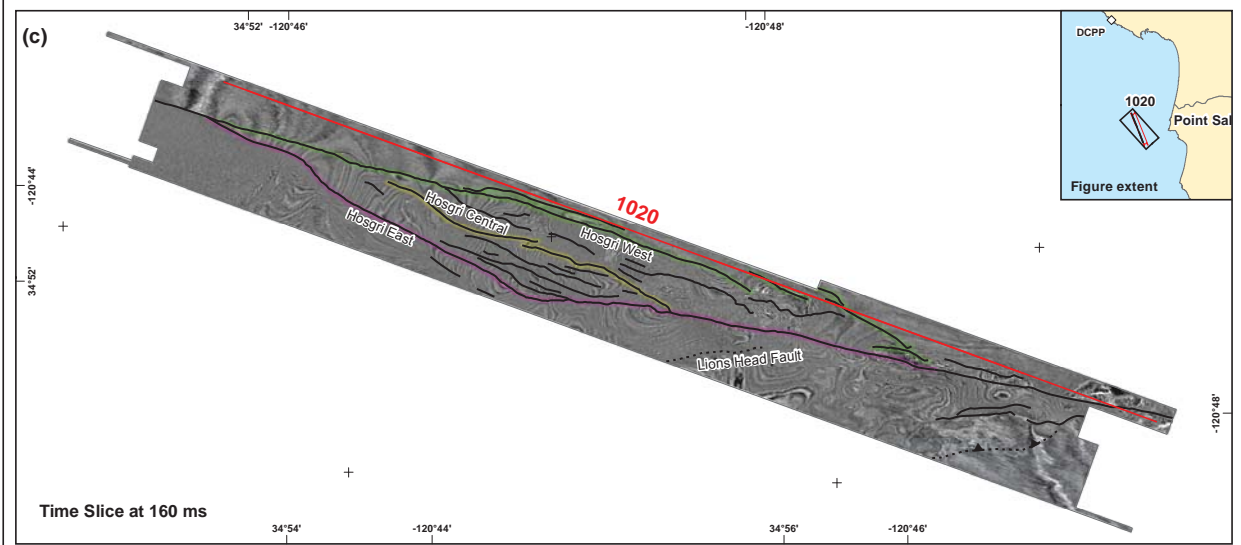 (c)
34°52' -120°46' -120°48'
DCPP
1020
Point Sal
Figure extent
-120°44'
34°52'
1020
Hosgri Central
Hosgri West
Hosgri East
Lions Head Fault
-120°48'
Time Slice at 160 ms
34°54' -120°44' 34°56' -120°46'